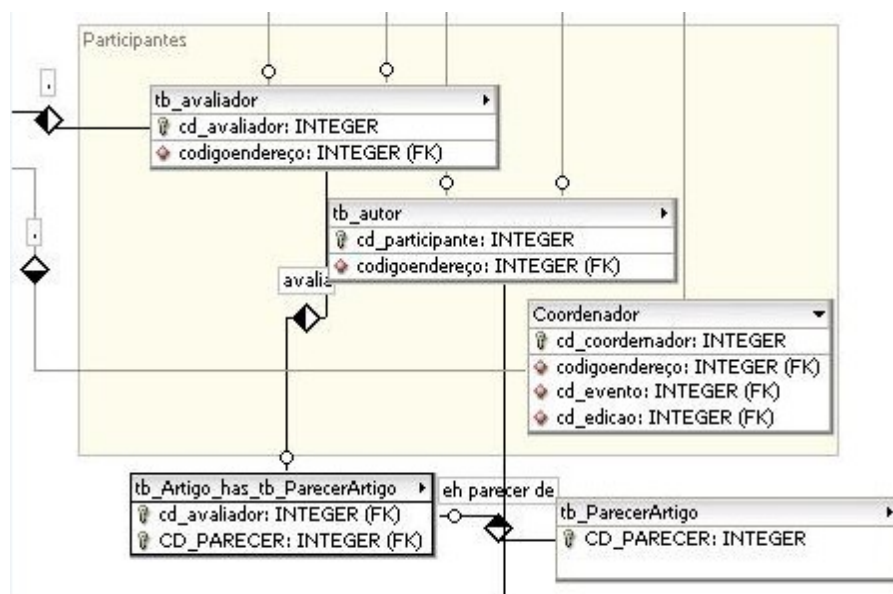 Participantes
.
tb_avaliador
cd_avaliador: INTEGER
codigoendereço: INTEGER (FK)
.
tb_autor
cd_participante: INTEGER
codigoendereço: INTEGER (FK)
avalia
Coordenador
cd_coordernador: INTEGER
codigoendereço: INTEGER (FK)
cd_evento: INTEGER (FK)
cd_edicao: INTEGER (FK)
tb_Artigo_has_tb_ParecerArtigo
cd_avaliador: INTEGER (FK)
CD_PARECER: INTEGER (FK)
eh parecer de
tb_ParecerArtigo
CD_PARECER: INTEGER